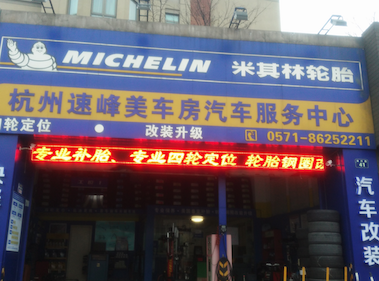 MICHELIN 米其林轮胎
杭州速峰美车房汽车服务中心
四轮定位 改装升级 0571-86252211
专业补胎、专业四轮定位 轮胎钢圈改
汽车改装